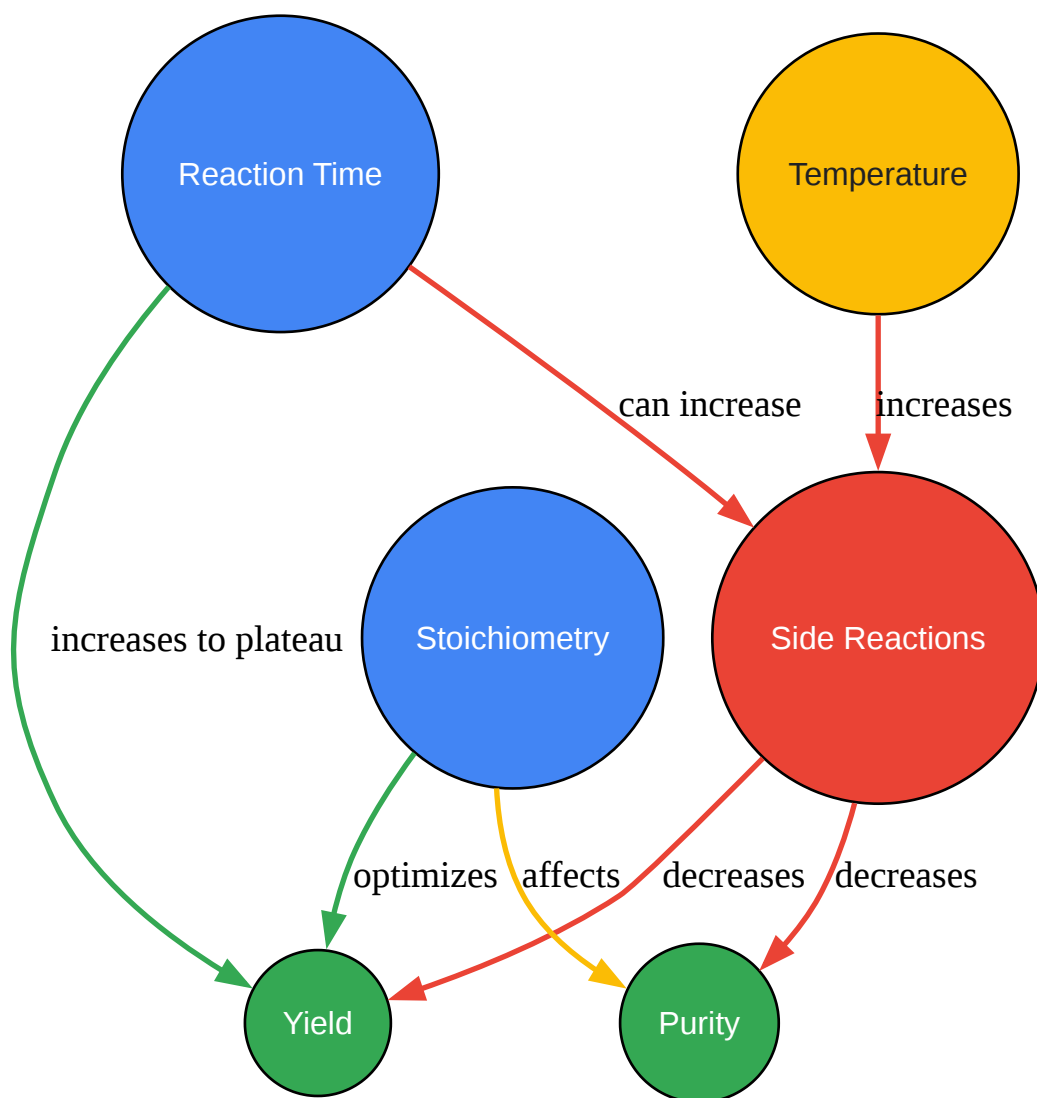 Reaction Time
Temperature
can increase
increases
increases to plateau
Stoichiometry
Side Reactions
optimizes
affects
decreases
decreases
Yield
Purity